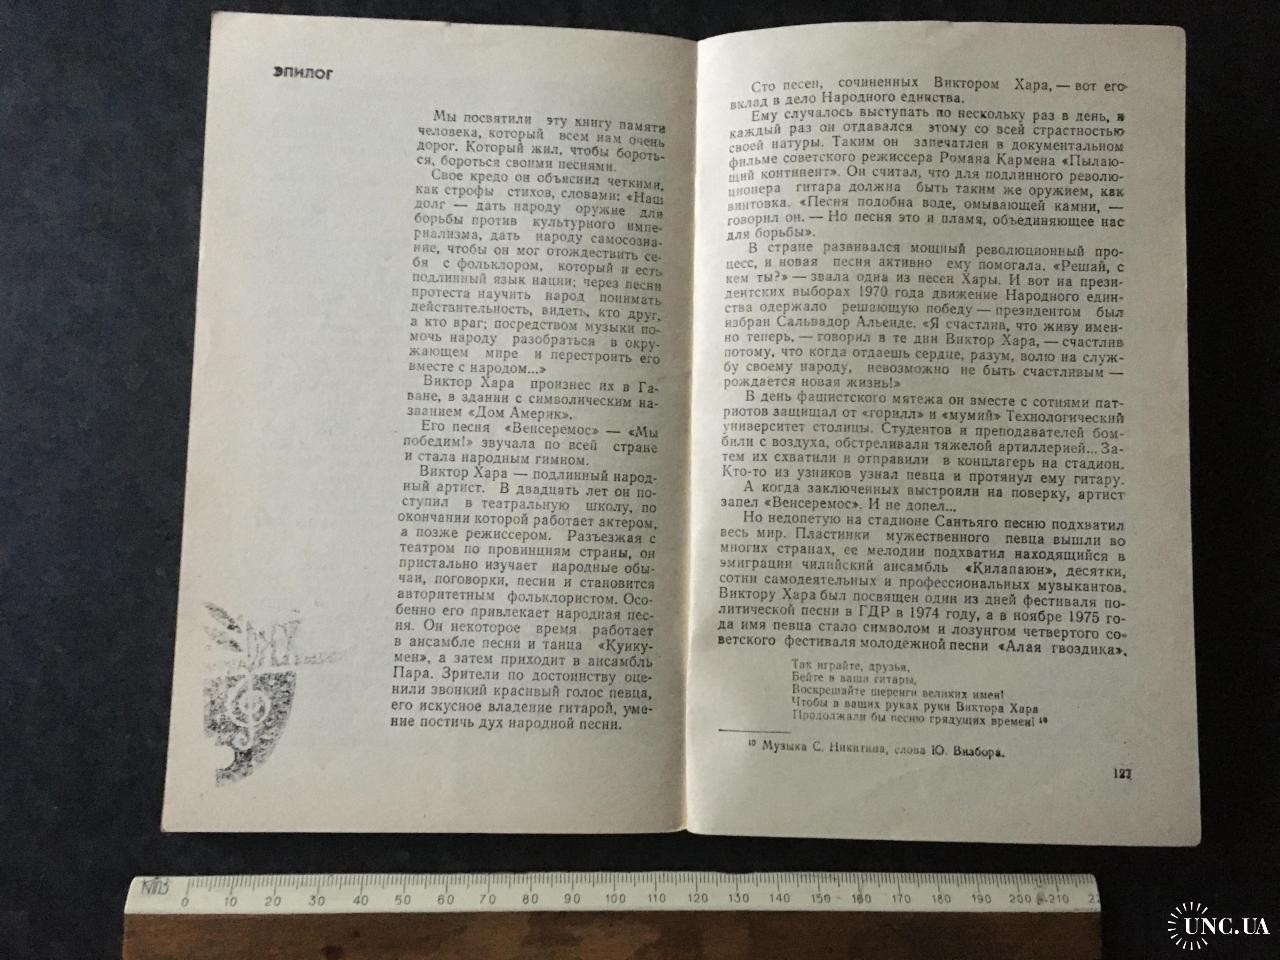 ЭПИЛОГ
Мы посвятили эту книгу памяти
человека, который всем нам очень
дорог. Который жил, чтобы бороть-
ся, бороться своими песнями.
Свое кредо он объяснил четкими,
как строфы стихов, словами: «Наш
долг — дать народу оружие для
борьбы против культурного импе-
риализма, дать народу самосозна-
ние, чтобы он мог отождествить се-
бя с фольклором, который и есть
подлинный язык нации; через песни
протеста научить народ понимать
действительность, видеть, кто друг,
а кто враг; посредством музыки по-
мочь народу разобраться в окру-
жающем мире и перестроить его
вместе с народом...»
Виктор Хара произнес их в Га-
ване, в здании с символическим на-
званием «Дом Америк».
Его песня «Венсеремос» — «Мы
победим!» звучала по всей стране
и стала народным гимном.
Виктор Хара — подлинный народ-
ный артист. В двадцать лет он по-
ступил в театральную школу, по
окончании которой работает актером,
а позже режиссером. Разъезжая с
театром по провинциям страны, он
пристально изучает народные обы-
чаи, поговорки, песни и становится
авторитетным фольклористом. Осо-
бенно его привлекает народная пес-
ня. Он некоторое время работает
в ансамбле песни и танца «Куику-
мен», а затем приходит в ансамбль
Пара. Зрители по достоинству оце-
нили звонкий красивый голос певца,
его искусное владение гитарой, уме-
ние постичь дух народной песни.
Сто песен, сочиненных Виктором Хара, — вот его
вклад в дело Народного единства.
Ему случалось выступать по нескольку раз в день, и
каждый раз он отдавался этому со всей страстностью
своей натуры. Таким он запечатлен в документальном
фильме советского режиссера Романа Кармена «Пылаю-
щий континент». Он считал, что для подлинного револю-
ционера гитара должна быть таким же оружием, как
винтовка. «Песня подобна воде, омывающей камни, —
говорил он. — Но песня это и пламя, объединяющее нас
для борьбы».
В стране развивался мощный революционный про-
цесс, и новая песня активно ему помогала. «Решай, с
кем ты?» — звала одна из песен Хары. И вот на прези-
дентских выборах 1970 года движение Народного един-
ства одержало решающую победу — президентом был
избран Сальвадор Альенде. «Я счастлив, что живу имен-
но теперь, — говорил в те дни Виктор Хара, — счастлив
потому, что когда отдаешь сердце, разум, волю на служ-
бу своему народу, невозможно не быть счастливым —
рождается новая жизнь!»
В день фашистского мятежа он вместе с сотнями пат-
риотов защищал от «горилл» и «мумий» Технологический
университет столицы. Студентов и преподавателей бом-
били с воздуха, обстреливали тяжелой артиллерией... За-
тем их схватили и отправили в концлагерь на стадион.
Кто-то из узников узнал певца и протянул ему гитару.
А когда заключенных выстроили на поверку, артист
запел «Венсеремос». И не допел...
Но недопетую на стадионе Сантьяго песню подхватил
весь мир. Пластинки мужественного певца вышли во
многих странах, ее мелодии подхватил находящийся в
эмиграции чилийский ансамбль «Килапаюн», десятки,
сотни самодеятельных и профессиональных музыкантов.
Виктору Хара был посвящен один из дней фестиваля по-
литической песни в ГДР в 1974 году, а в ноябре 1975 го-
да имя певца стало символом и лозунгом четвертого со-
ветского фестиваля молодежной песни «Алая гвоздика».
Так играйте, друзья,
Бейте в ваши гитары,
Воскрешайте шеренги великих имен!
Чтобы в ваших руках руки Виктора Хара
Продолжали бы песню грядущих времен! ¹⁰
¹⁰ Музыка С. Никитина, слова Ю. Визбора.
127
0 10 20 30 40 50 60 70 80 90 100 110 120 130 140 150 160 170 180 190 200 210 22
UNC.UA